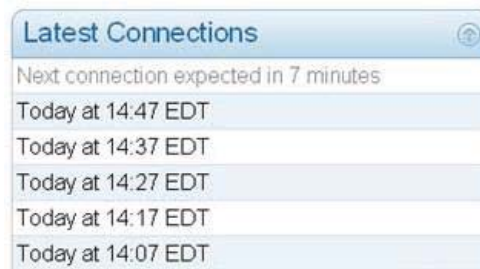 Latest Connections
Next connection expected in 7 minutes
Today at 14:47 EDT
Today at 14:37 EDT
Today at 14:27 EDT
Today at 14:17 EDT
Today at 14:07 EDT